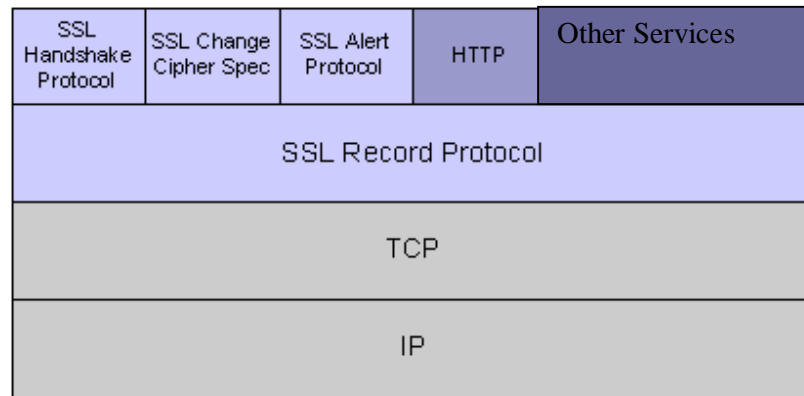 SSL
Handshake
Protocol
SSL Change
Cipher Spec
SSL Alert
Protocol
HTTP
Other Services
SSL Record Protocol
TCP
IP